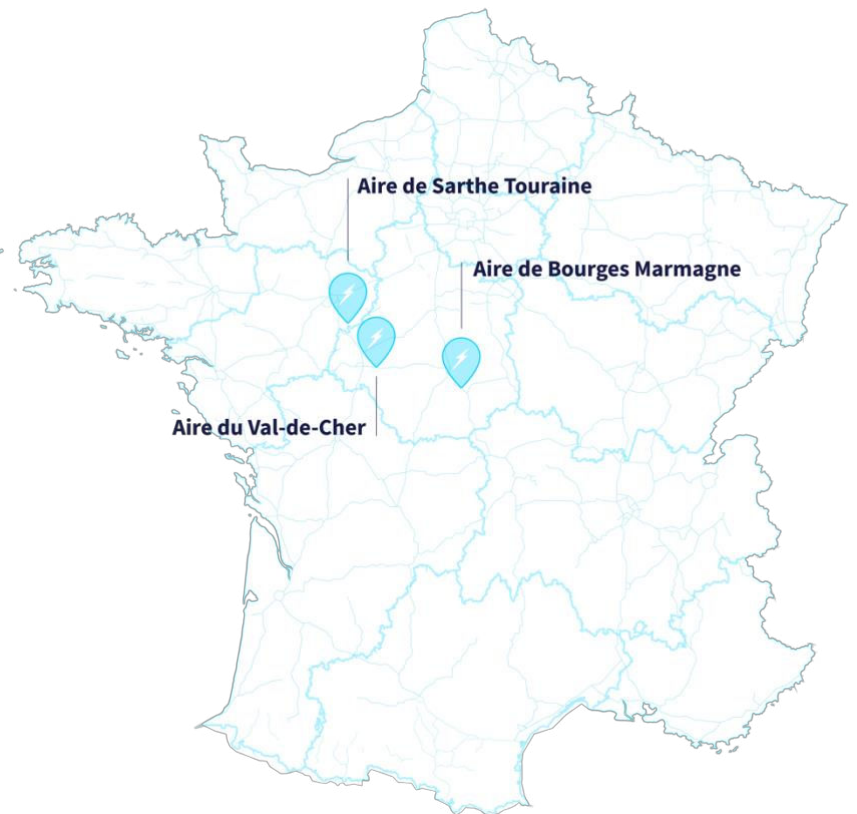 Aire de Sarthe Touraine
Aire de Bourges Marmagne
Aire du Val-de-Cher